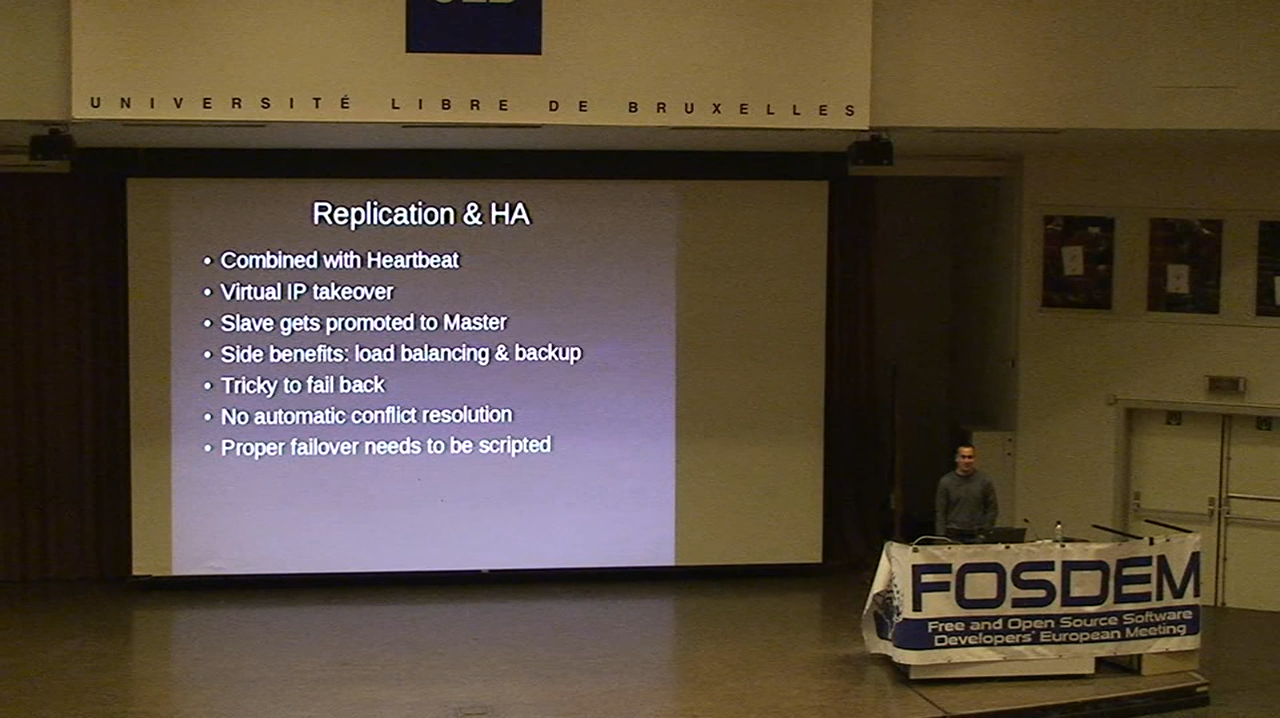 UNIVERSITÉ LIBRE DE BRUXELLES
Replication & HA
• Combined with Heartbeat
• Virtual IP takeover
• Slave gets promoted to Master
• Side benefits: load balancing & backup
• Tricky to fail back
• No automatic conflict resolution
• Proper failover needs to be scripted
FOSDEM
Free and Open Source Software
Developers' European Meeting